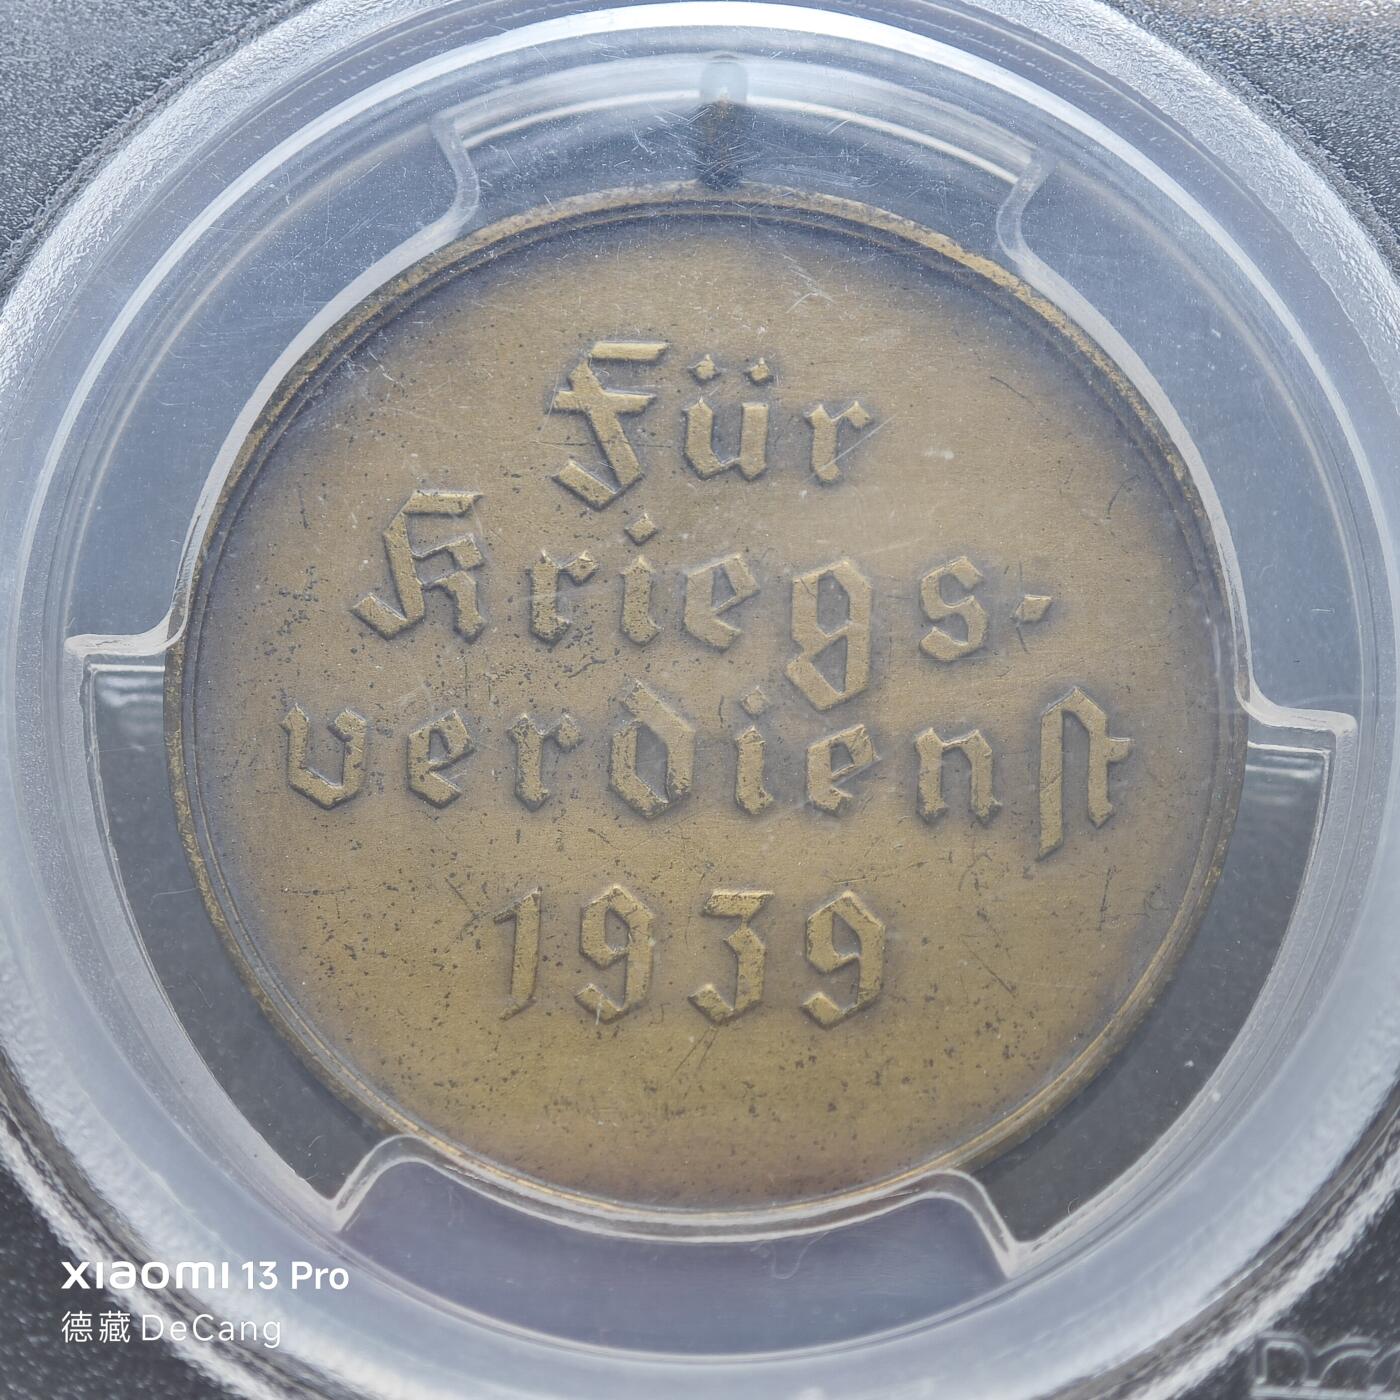 Für
Kriegs-
verdienst
1939
xiaomi 13 Pro
德藏 DeCang